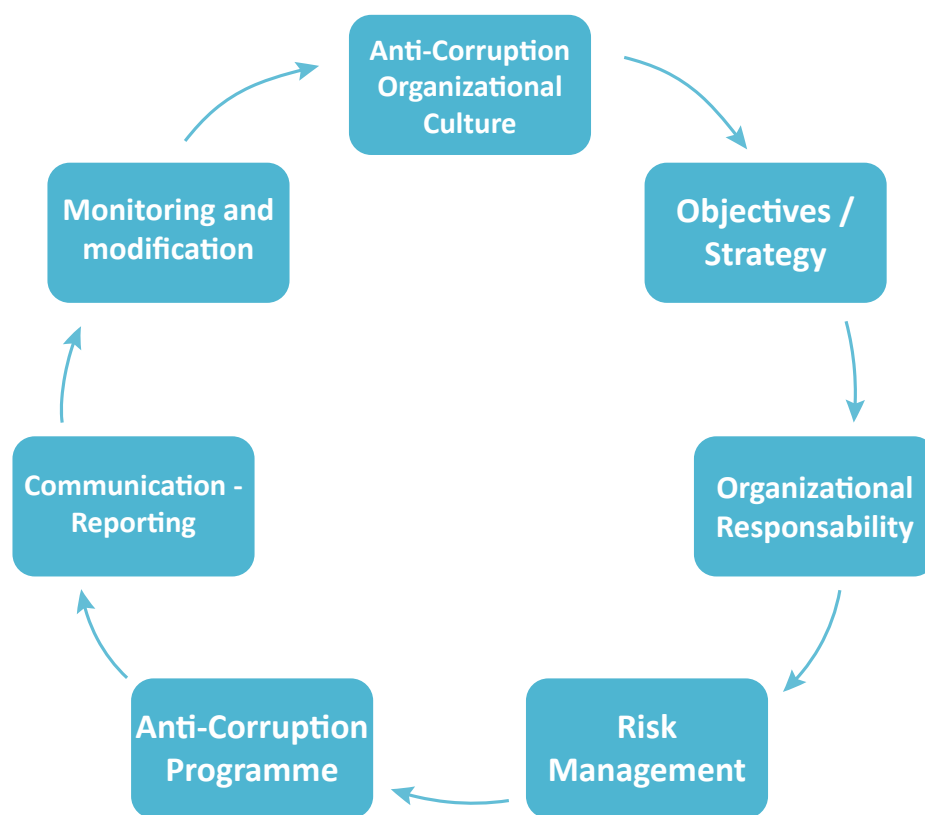 Anti-Corruption
Organizational
Culture
Objectives /
Strategy
Organizational
Responsability
Risk
Management
Anti-Corruption
Programme
Communication -
Reporting
Monitoring and
modification